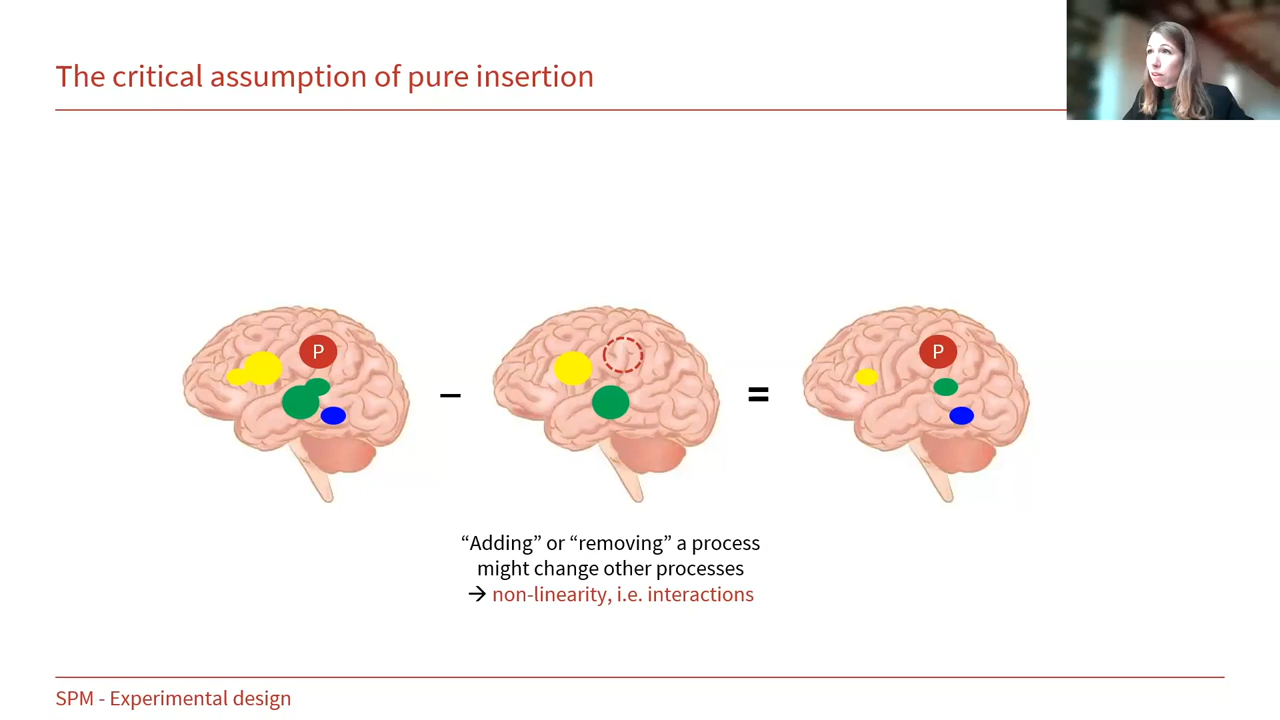 The critical assumption of pure insertion
P
–
P
=
“Adding” or “removing” a process
might change other processes
→ non-linearity, i.e. interactions
SPM - Experimental design